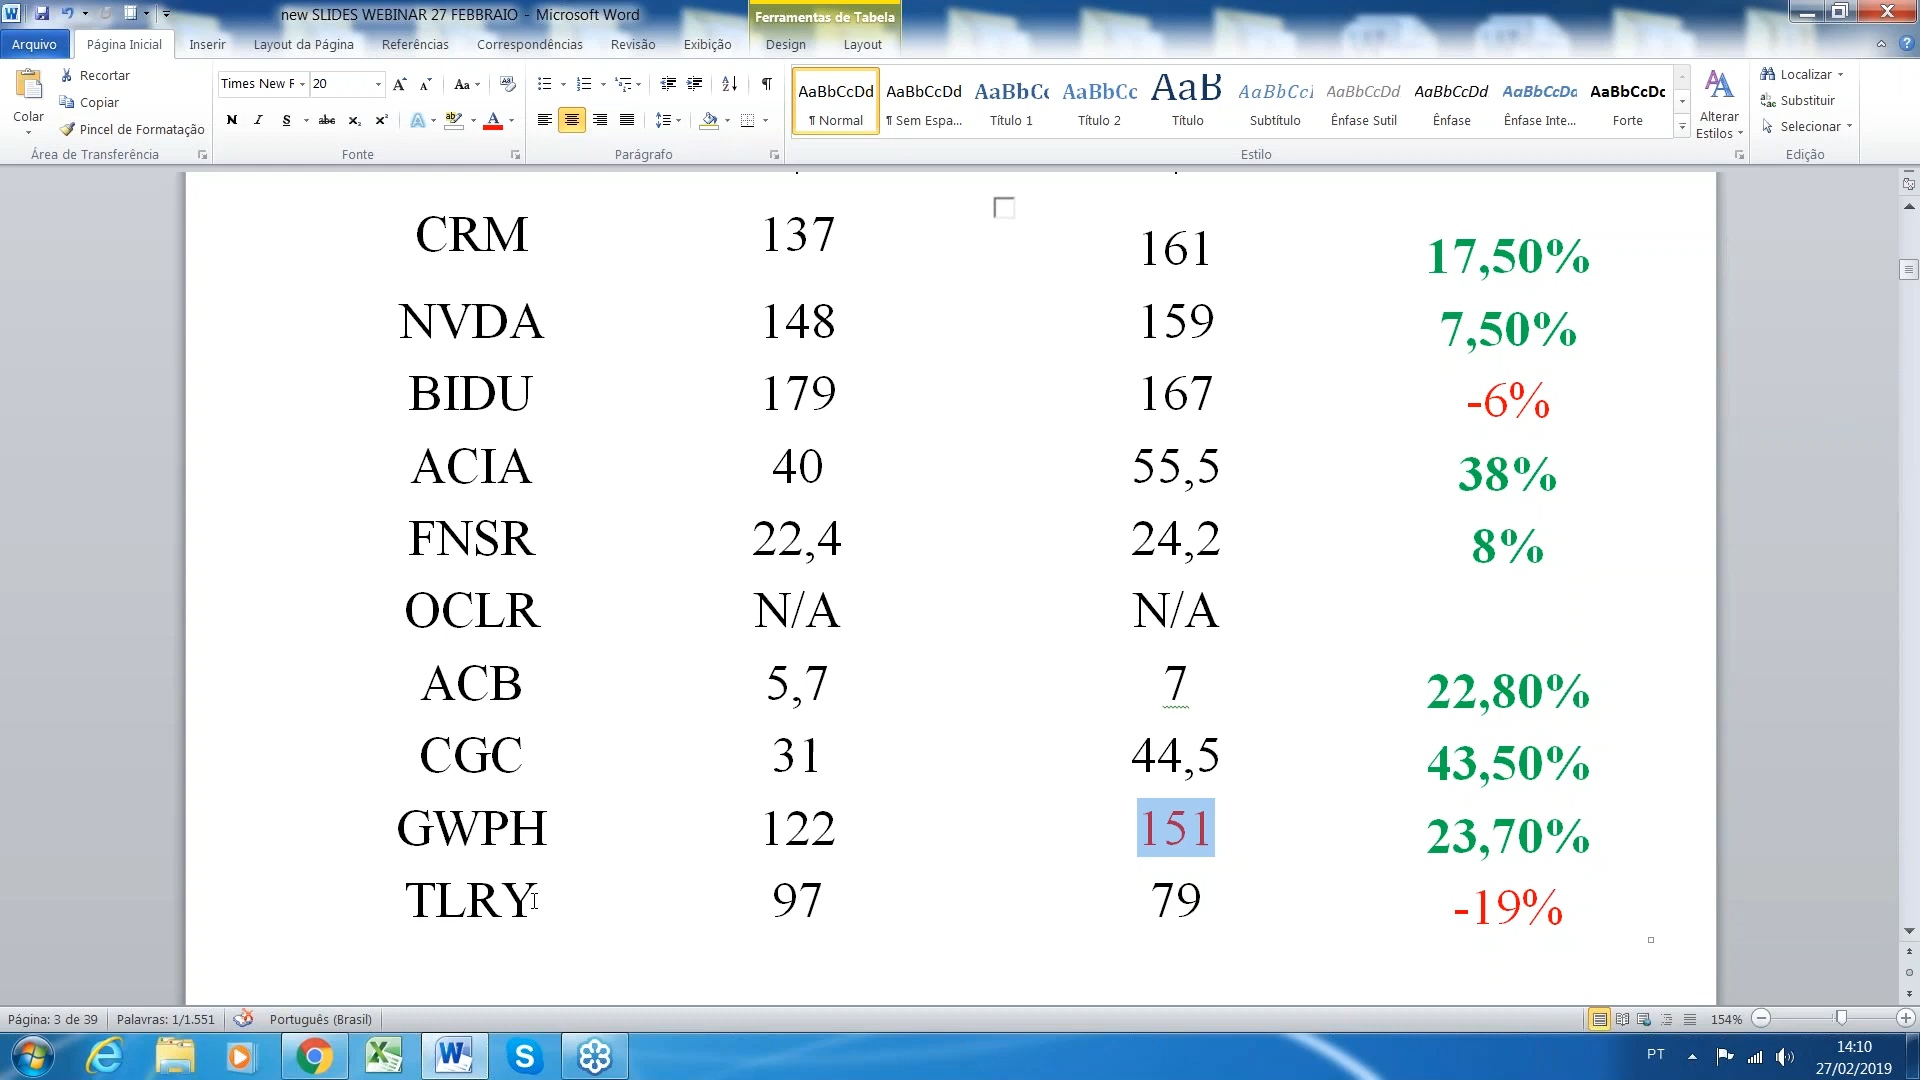 new SLIDES WEBINAR 27 FEBBRAIO - Microsoft Word
Ferramentas de Tabela
Arquivo Página Inicial Inserir Layout da Página Referências Correspondências Revisão Exibição Design Layout
Colar
Recortar
Copiar
Pincel de Formatação
Área de Transferência
Times New F 20
Fonte
Parágrafo
AaBbCcDd AaBbCcDd AaBbCc AaBbCc AaB AaBbCcI AaBbCcDd AaBbCcDd AaBbCcDd AaBbCcDc
¶ Normal ¶ Sem Espa... Título 1 Título 2 Título Subtítulo Ênfase Sutil Ênfase Ênfase Inte... Forte
Alterar Estilos
Estilo
Localizar
Substituir
Selecionar
Edição
CRM 137 161 17,50%
NVDA 148 159 7,50%
BIDU 179 167 -6%
ACIA 40 55,5 38%
FNSR 22,4 24,2 8%
OCLR N/A N/A
ACB 5,7 7 22,80%
CGC 31 44,5 43,50%
GWPH 122 151 23,70%
TLRY 97 79 -19%
Página: 3 de 39 Palavras: 1/1.551 Português (Brasil) 154%
PT 14:10
27/02/2019